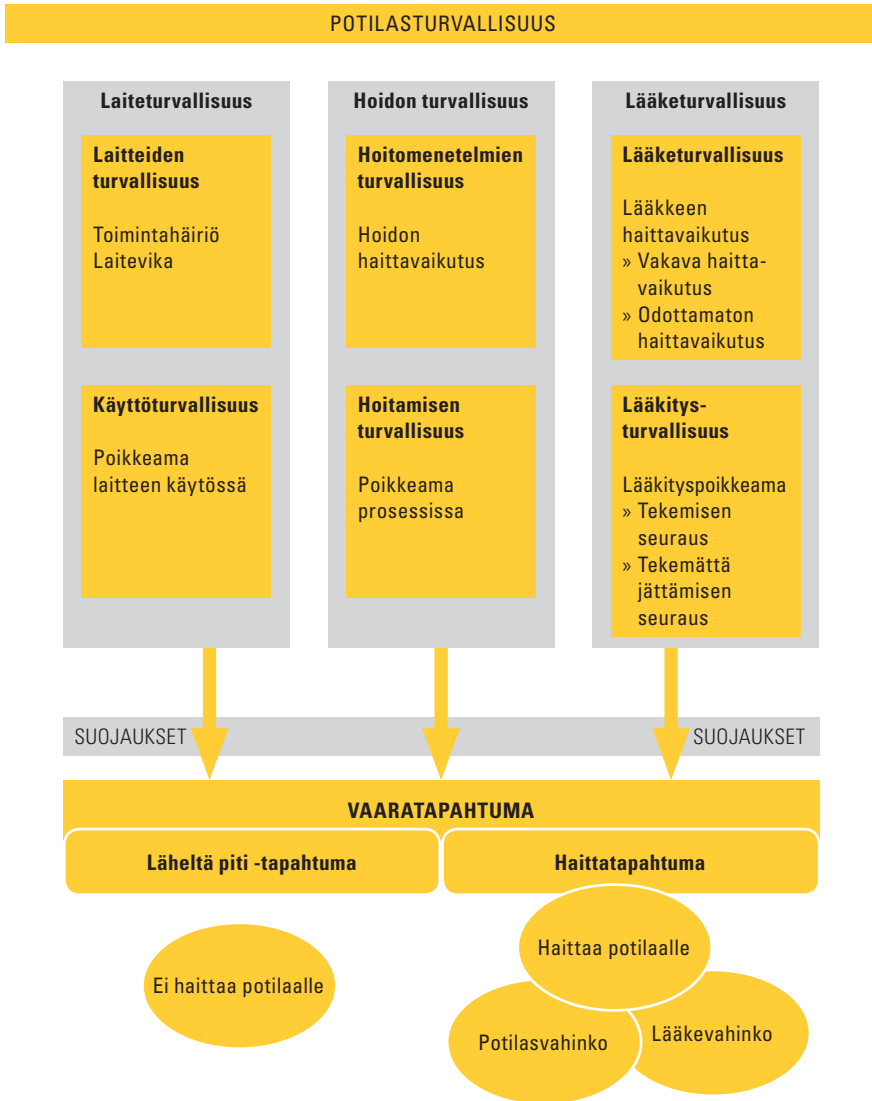 POTILASTURVALLISUUS
Laiteturvallisuus
Laitteiden
turvallisuus
Toimintahäiriö
Laitevika
Käyttöturvallisuus
Poikkeama
laitteen käytössä
Hoidon turvallisuus
Hoitomenetelmien
turvallisuus
Hoidon
haittavaikutus
Hoitamisen
turvallisuus
Poikkeama
prosessissa
Lääketurvallisuus
Lääketurvallisuus
Lääkkeen
haittavaikutus
» Vakava haitta-
vaikutus
» Odottamaton
haittavaikutus
Lääkitys-
turvallisuus
Lääkityspoikkeama
» Tekemisen
seuraus
» Tekemättä
jättämisen
seuraus
SUOJAUKSET
SUOJAUKSET
VAARATAPAHTUMA
Läheltä piti -tapahtuma
Haittatapahtuma
Ei haittaa potilaalle
Haittaa potilaalle
Potilasvahinko
Lääkevahinko